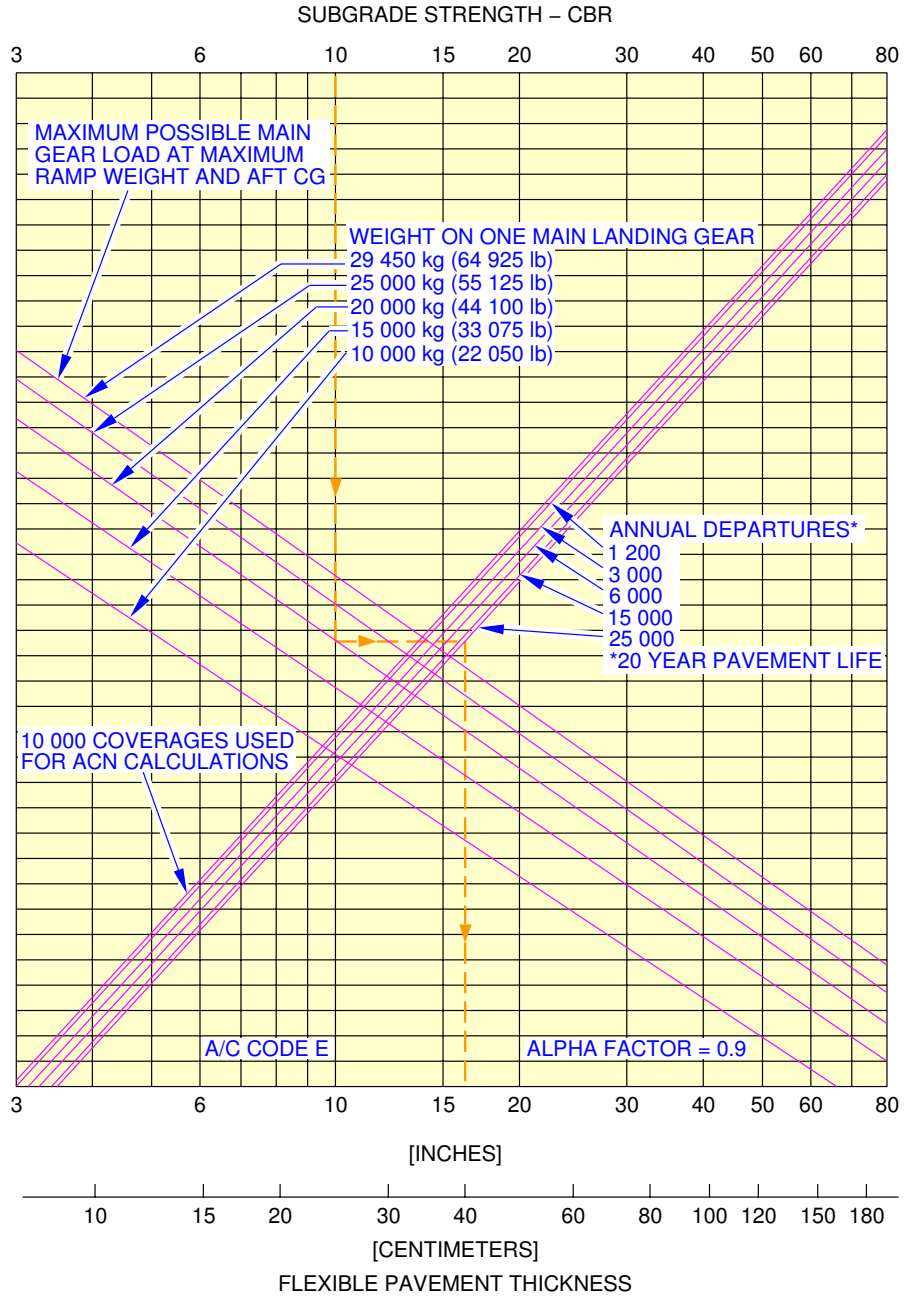 SUBGRADE STRENGTH – CBR
3 6 10 15 20 30 40 60 80
MAXIMUM POSSIBLE MAIN
GEAR LOAD AT MAXIMUM
RAMP WEIGHT AND AFT CG
WEIGHT ON ONE MAIN LANDING GEAR
29 450 kg (64 925 lb)
25 000 kg (55 125 lb)
20 000 kg (44 100 lb)
15 000 kg (33 075 lb)
10 000 kg (22 050 lb)
ANNUAL DEPARTURES*
1 200
3 000
6 000
15 000
25 000
*20 YEAR PAVEMENT LIFE
10 000 COVERAGES USED
FOR ACN CALCULATIONS
A/C CODE E ALPHA FACTOR = 0.9
3 6 10 15 20 30 40 50 60 80
[INCHES]
10 15 20 30 40 60 80 100 120 150 180
[CENTIMETERS]
FLEXIBLE PAVEMENT THICKNESS